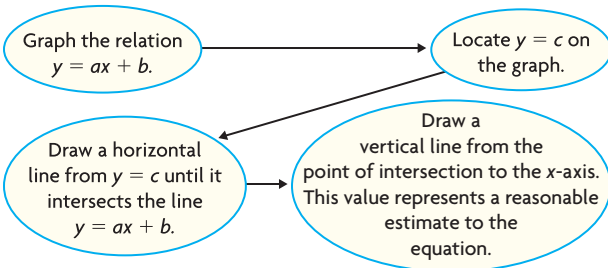 Graph the relation
y = ax + b.
Locate y = c on
the graph.
Draw a horizontal
line from y = c until it
intersects the line
y = ax + b.
Draw a
vertical line from the
point of intersection to the x-axis.
This value represents a reasonable
estimate to the
equation.